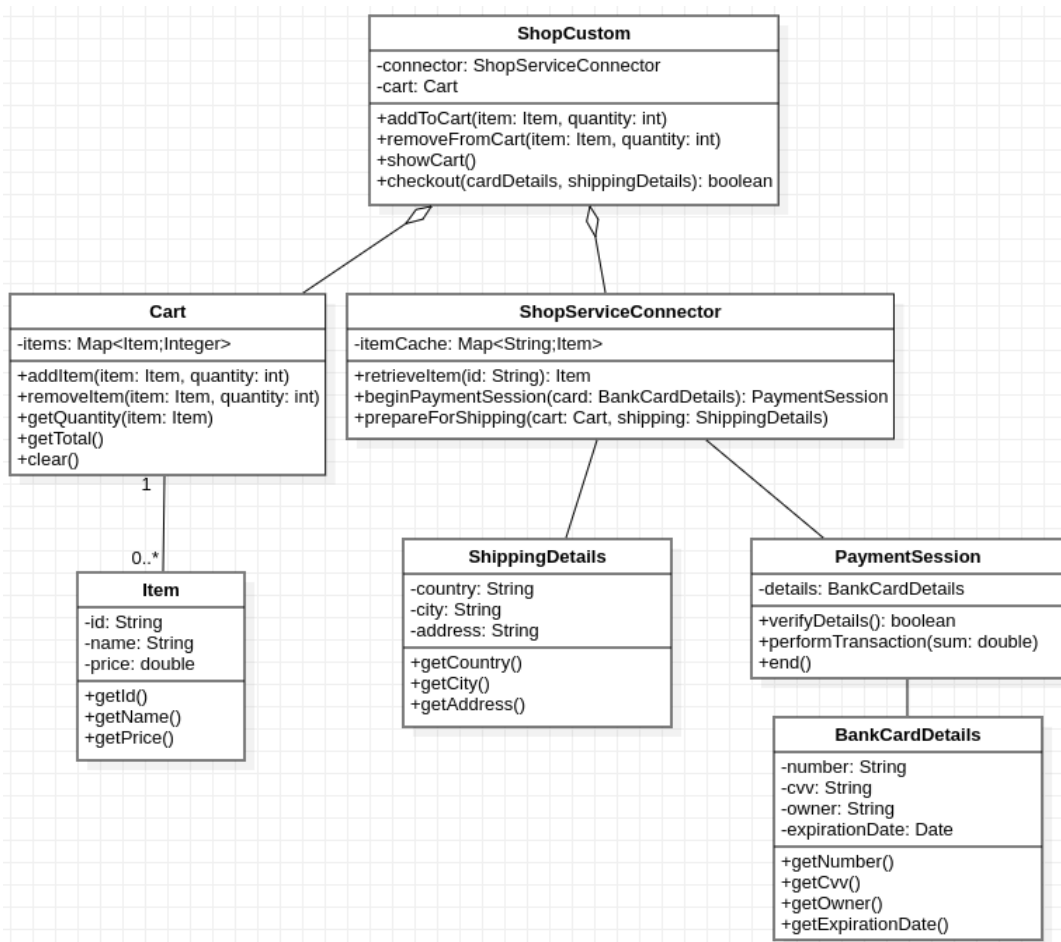 ShopCustom
-connector: ShopServiceConnector
-cart: Cart
+addToCart(item: Item, quantity: int)
+removeFromCart(item: Item, quantity: int)
+showCart()
+checkout(cardDetails, shippingDetails): boolean
Cart
-items: Map<Item;Integer>
+addItem(item: Item, quantity: int)
+removeItem(item: Item, quantity: int)
+getQuantity(item: Item)
+getTotal()
+clear()
ShopServiceConnector
-itemCache: Map<String;Item>
+retrieveItem(id: String): Item
+beginPaymentSession(card: BankCardDetails): PaymentSession
+prepareForShipping(cart: Cart, shipping: ShippingDetails)
1
0..*
Item
-id: String
-name: String
-price: double
+getId()
+getName()
+getPrice()
ShippingDetails
-country: String
-city: String
-address: String
+getCountry()
+getCity()
+getAddress()
PaymentSession
-details: BankCardDetails
+verifyDetails(): boolean
+performTransaction(sum: double)
+end()
BankCardDetails
-number: String
-cvv: String
-owner: String
-expirationDate: Date
+getNumber()
+getCvv()
+getOwner()
+getExpirationDate()